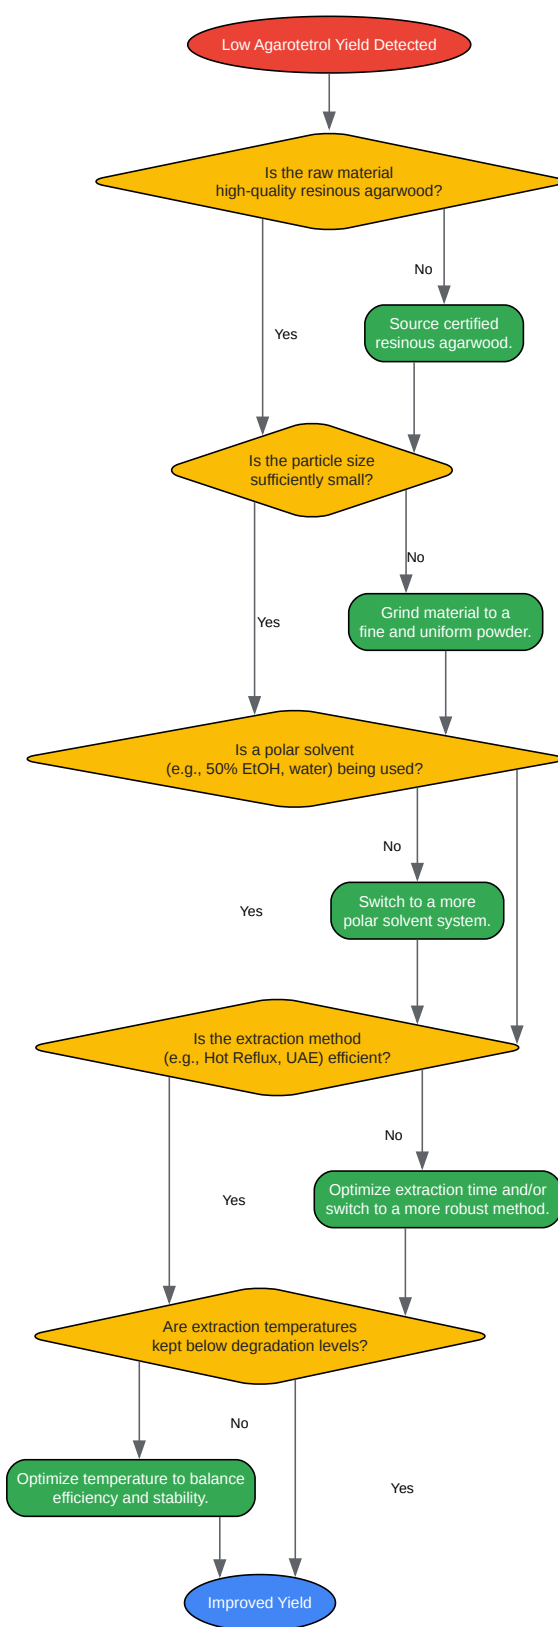 Low Agarotetrol Yield Detected
Is the raw material
high-quality resinous agarwood?
No
Source certified
resinous agarwood.
Yes
Is the particle size
sufficiently small?
No
Grind material to a
fine and uniform powder.
Yes
Is a polar solvent
(e.g., 50% EtOH, water) being used?
No
Switch to a more
polar solvent system.
Yes
Is the extraction method
(e.g., Hot Reflux, UAE) efficient?
No
Optimize extraction time and/or
switch to a more robust method.
Yes
Are extraction temperatures
kept below degradation levels?
No
Optimize temperature to balance
efficiency and stability.
Yes
Improved Yield